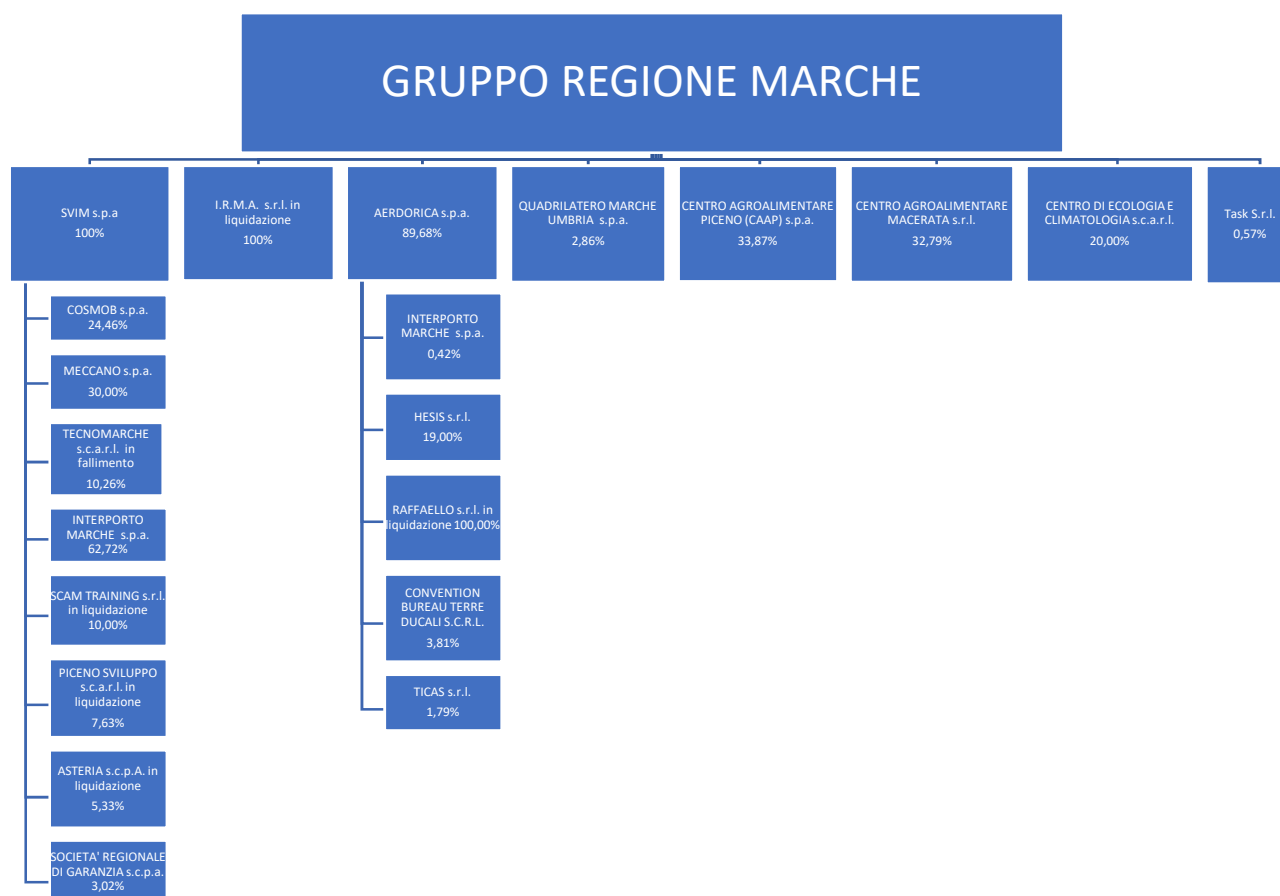 GRUPPO REGIONE MARCHE
SVIM s.p.a
100%
I.R.M.A. s.r.l. in
liquidazione
100%
AERDORICA s.p.a.
89,68%
QUADRILATERO MARCHE
UMBRIA s.p.a.
2,86%
CENTRO AGROALIMENTARE
PICENO (CAAP) s.p.a.
33,87%
CENTRO AGROALIMENTARE
MACERATA s.r.l.
32,79%
CENTRO DI ECOLOGIA E
CLIMATOLOGIA s.c.a.r.l.
20,00%
Task S.r.l.
0,57%
COSMOB s.p.a.
24,46%
MECCANO s.p.a.
30,00%
TECNOMARCHE
s.c.a.r.l. in
fallimento
10,26%
INTERPORTO
MARCHE s.p.a.
62,72%
SCAM TRAINING s.r.l.
in liquidazione
10,00%
PICENO SVILUPPO
s.c.a.r.l. in
liquidazione
7,63%
ASTERIA s.c.p.A. in
liquidazione
5,33%
SOCIETA' REGIONALE
DI GARANZIA s.c.p.a.
3,02%
INTERPORTO
MARCHE s.p.a.
0,42%
HESIS s.r.l.
19,00%
RAFFAELLO s.r.l. in
liquidazione 100,00%
CONVENTION
BUREAU TERRE
DUCALI S.C.R.L.
3,81%
TICAS s.r.l.
1,79%